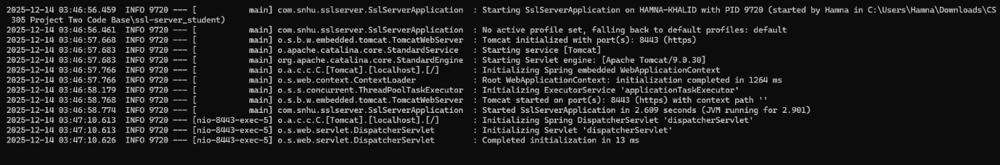 2025-12-14 03:46:56.459  INFO 9720 --- [           main] com.snhu.sslserver.SslServerApplication  : Starting SslServerApplication on HAMNA-KHALID with PID 9720 (started by Hamna in C:\Users\Hamna\Downloads\CS
 305 Project Two Code Base\ssl-server_student)
2025-12-14 03:46:56.461  INFO 9720 --- [           main] com.snhu.sslserver.SslServerApplication  : No active profile set, falling back to default profiles: default
2025-12-14 03:46:57.668  INFO 9720 --- [           main] o.s.b.w.embedded.tomcat.TomcatWebServer  : Tomcat initialized with port(s): 8443 (https)
2025-12-14 03:46:57.683  INFO 9720 --- [           main] o.apache.catalina.core.StandardService   : Starting service [Tomcat]
2025-12-14 03:46:57.683  INFO 9720 --- [           main] org.apache.catalina.core.StandardEngine  : Starting Servlet engine: [Apache Tomcat/9.0.30]
2025-12-14 03:46:57.766  INFO 9720 --- [           main] o.a.c.c.C.[Tomcat].[localhost].[/]       : Initializing Spring embedded WebApplicationContext
2025-12-14 03:46:57.766  INFO 9720 --- [           main] o.s.web.context.ContextLoader            : Root WebApplicationContext: initialization completed in 1264 ms
2025-12-14 03:46:58.179  INFO 9720 --- [           main] o.s.s.concurrent.ThreadPoolTaskExecutor  : Initializing ExecutorService 'applicationTaskExecutor'
2025-12-14 03:46:58.768  INFO 9720 --- [           main] o.s.b.w.embedded.tomcat.TomcatWebServer  : Tomcat started on port(s): 8443 (https) with context path ''
2025-12-14 03:46:58.774  INFO 9720 --- [           main] com.snhu.sslserver.SslServerApplication  : Started SslServerApplication in 2.609 seconds (JVM running for 2.901)
2025-12-14 03:47:10.613  INFO 9720 --- [nio-8443-exec-5] o.a.c.c.C.[Tomcat].[localhost].[/]       : Initializing Spring DispatcherServlet 'dispatcherServlet'
2025-12-14 03:47:10.613  INFO 9720 --- [nio-8443-exec-5] o.s.web.servlet.DispatcherServlet        : Initializing Servlet 'dispatcherServlet'
2025-12-14 03:47:10.626  INFO 9720 --- [nio-8443-exec-5] o.s.web.servlet.DispatcherServlet        : Completed initialization in 13 ms